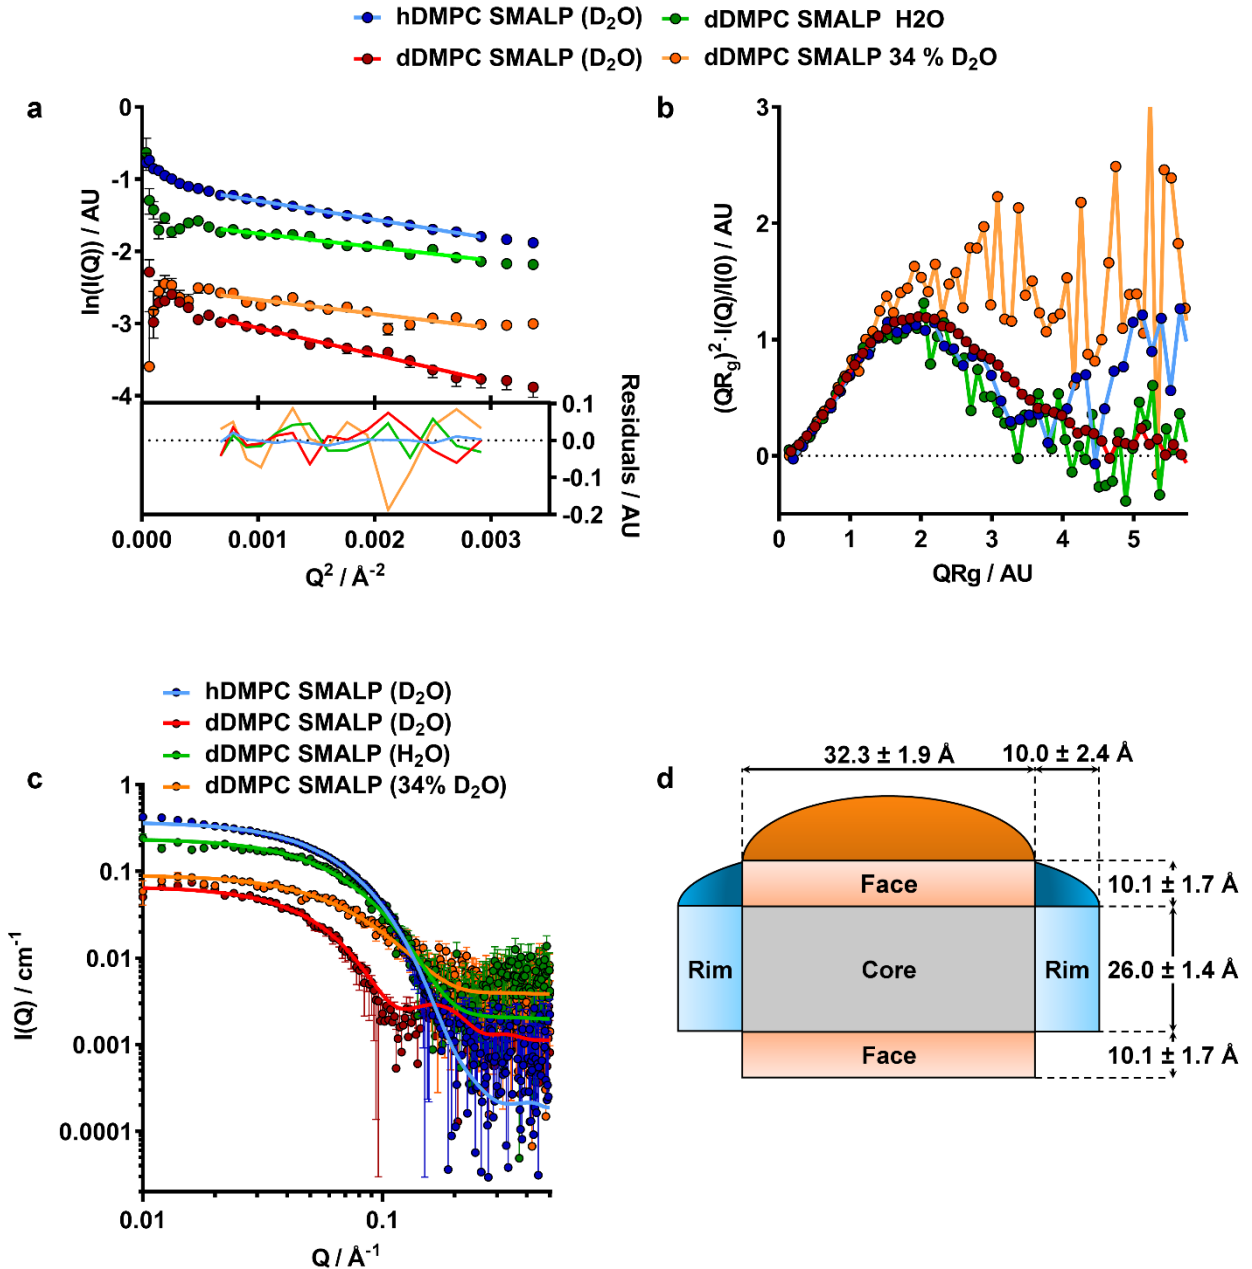 hDMPC SMALP (D₂O)
dDMPC SMALP H2O
dDMPC SMALP (D₂O)
dDMPC SMALP 34 % D₂O
a
0
-1
-2
-3
-4
ln(I(Q)) / AU
0.1
0.0
-0.1
-0.2
Residuals / AU
0.000
0.001
0.002
0.003
Q² / Å⁻²
b
3
2
1
0
(QRg)²·I(Q)/I(0) / AU
0
1
2
3
4
5
QRg / AU
hDMPC SMALP (D₂O)
dDMPC SMALP (D₂O)
dDMPC SMALP (H₂O)
dDMPC SMALP (34% D₂O)
c
1
0.1
0.01
0.001
0.0001
I(Q) / cm⁻¹
0.01
0.1
Q / Å⁻¹
d
32.3 ± 1.9 Å
10.0 ± 2.4 Å
Face
10.1 ± 1.7 Å
Rim
Core
Rim
26.0 ± 1.4 Å
Face
10.1 ± 1.7 Å